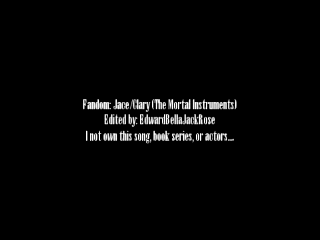 Fandom: Jace/Clary (The Mortal Instruments)
Edited by: EdwardBellaJackRose
I not own this song, book series, or actors....